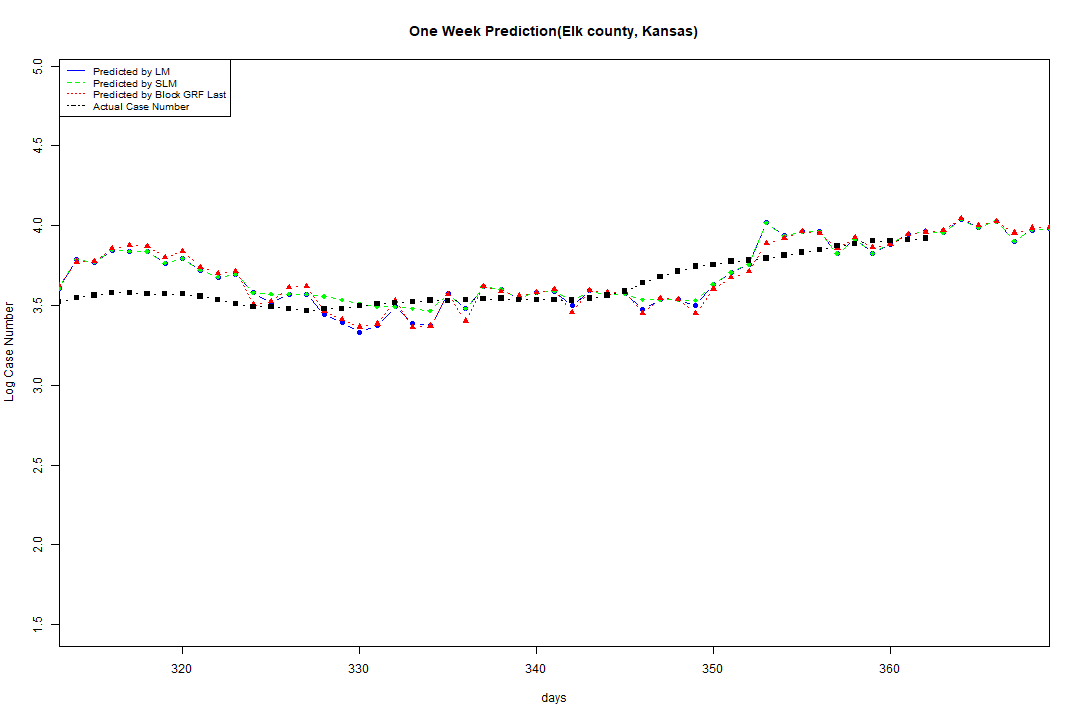 One Week Prediction(Elk county, Kansas)
Predicted by LM
Predicted by SLM
Predicted by Block GRF Last
Actual Case Number
5.0
4.5
4.0
3.5
3.0
2.5
2.0
1.5
Log Case Number
320 330 340 350 360
days